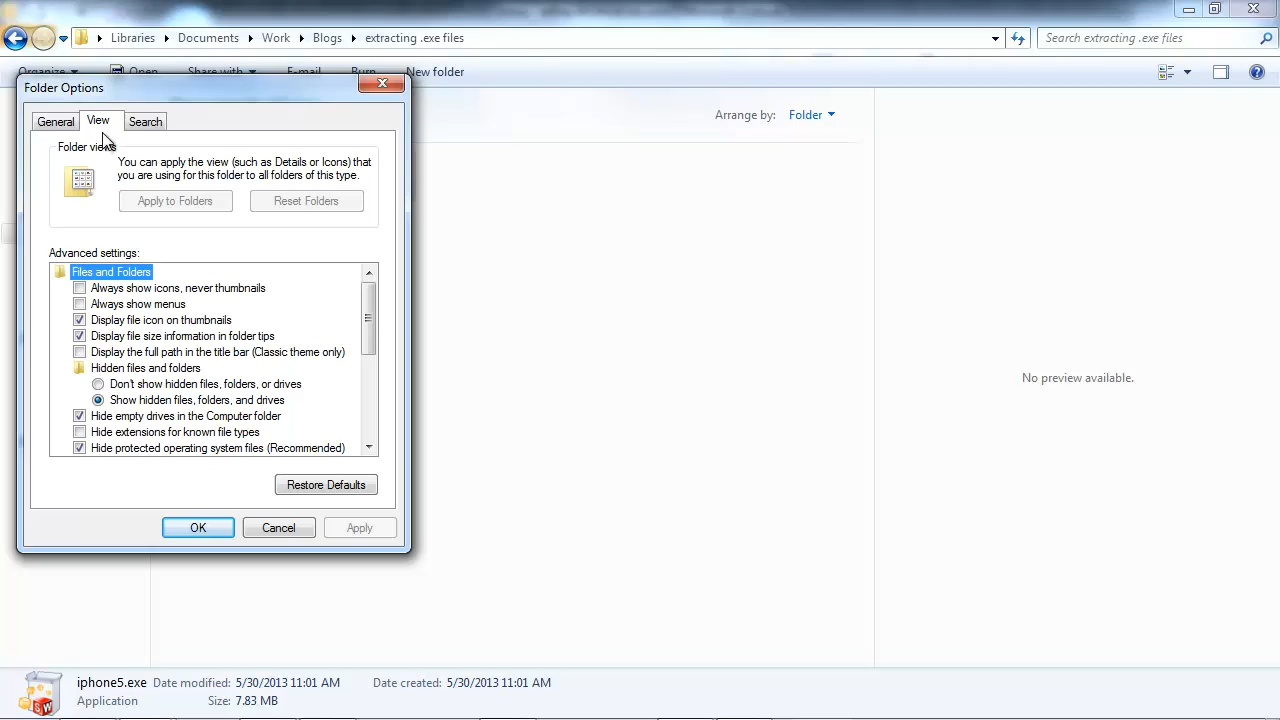 Libraries Documents Work Blogs extracting .exe files
Search extracting .exe files
Organize Open Share with E-mail Burn New folder
Folder Options
General View Search
Arrange by: Folder
Folder views
You can apply the view (such as Details or Icons) that
you are using for this folder to all folders of this type.
Apply to Folders Reset Folders
Advanced settings:
Files and Folders
Always show icons, never thumbnails
Always show menus
Display file icon on thumbnails
Display file size information in folder tips
Display the full path in the title bar (Classic theme only)
Hidden files and folders
Don't show hidden files, folders, or drives
Show hidden files, folders, and drives
Hide empty drives in the Computer folder
Hide extensions for known file types
Hide protected operating system files (Recommended)
Restore Defaults
OK Cancel Apply
No preview available.
iphone5.exe Date modified: 5/30/2013 11:01 AM Date created: 5/30/2013 11:01 AM
Application Size: 7.83 MB
SW